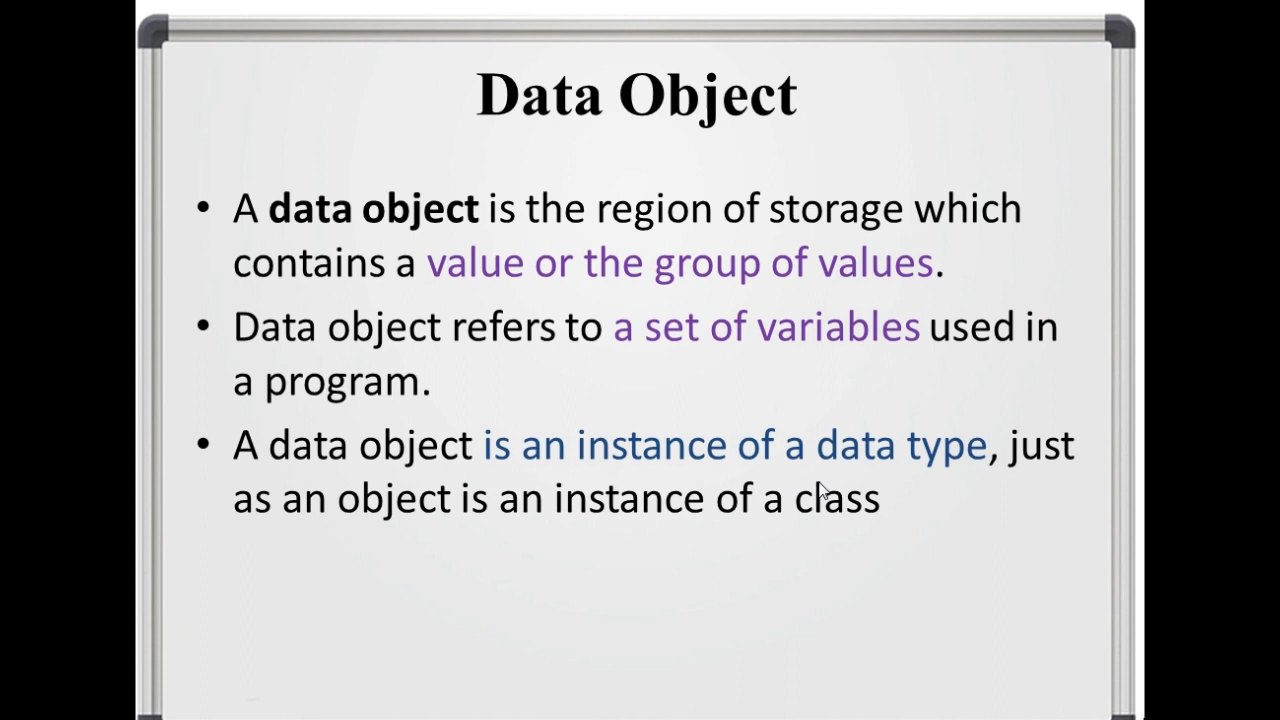 Data Object
• A data object is the region of storage which
contains a value or the group of values.
• Data object refers to a set of variables used in
a program.
• A data object is an instance of a data type, just
as an object is an instance of a class